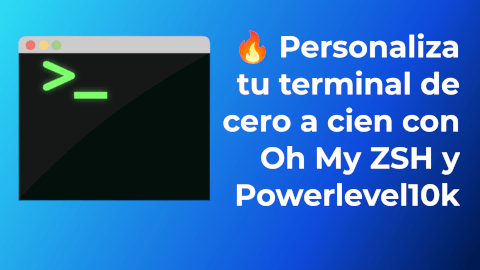 >_
🔥 Personaliza
tu terminal de
cero a cien con
Oh My ZSH y
Powerlevel10k